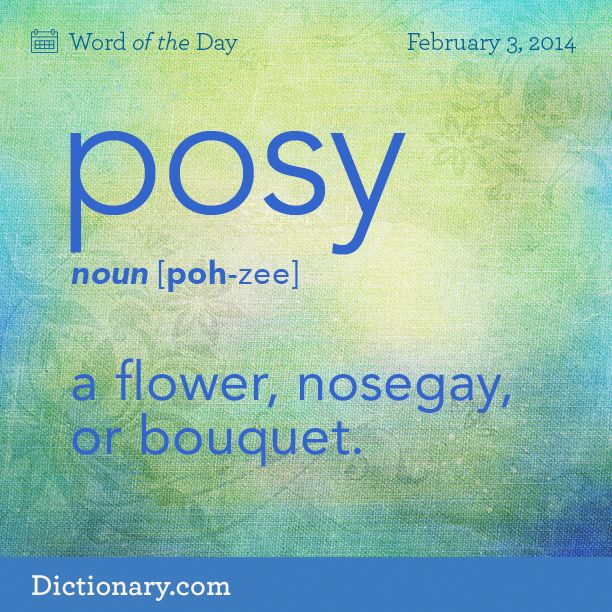 Word of the Day
February 3, 2014
posy
noun [poh-zee]
a flower, nosegay,
or bouquet.
Dictionary.com